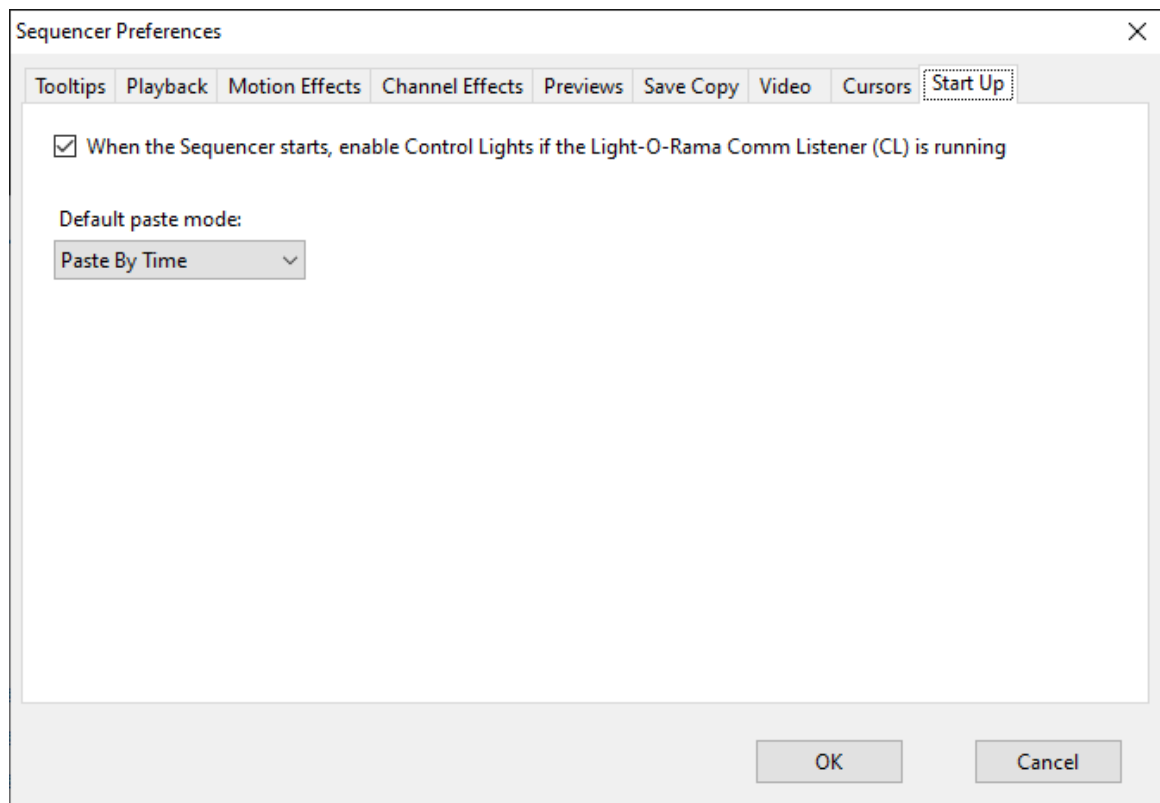 Sequencer Preferences
Tooltips Playback Motion Effects Channel Effects Previews Save Copy Video Cursors Start Up
When the Sequencer starts, enable Control Lights if the Light-O-Rama Comm Listener (CL) is running
Default paste mode:
Paste By Time
OK Cancel